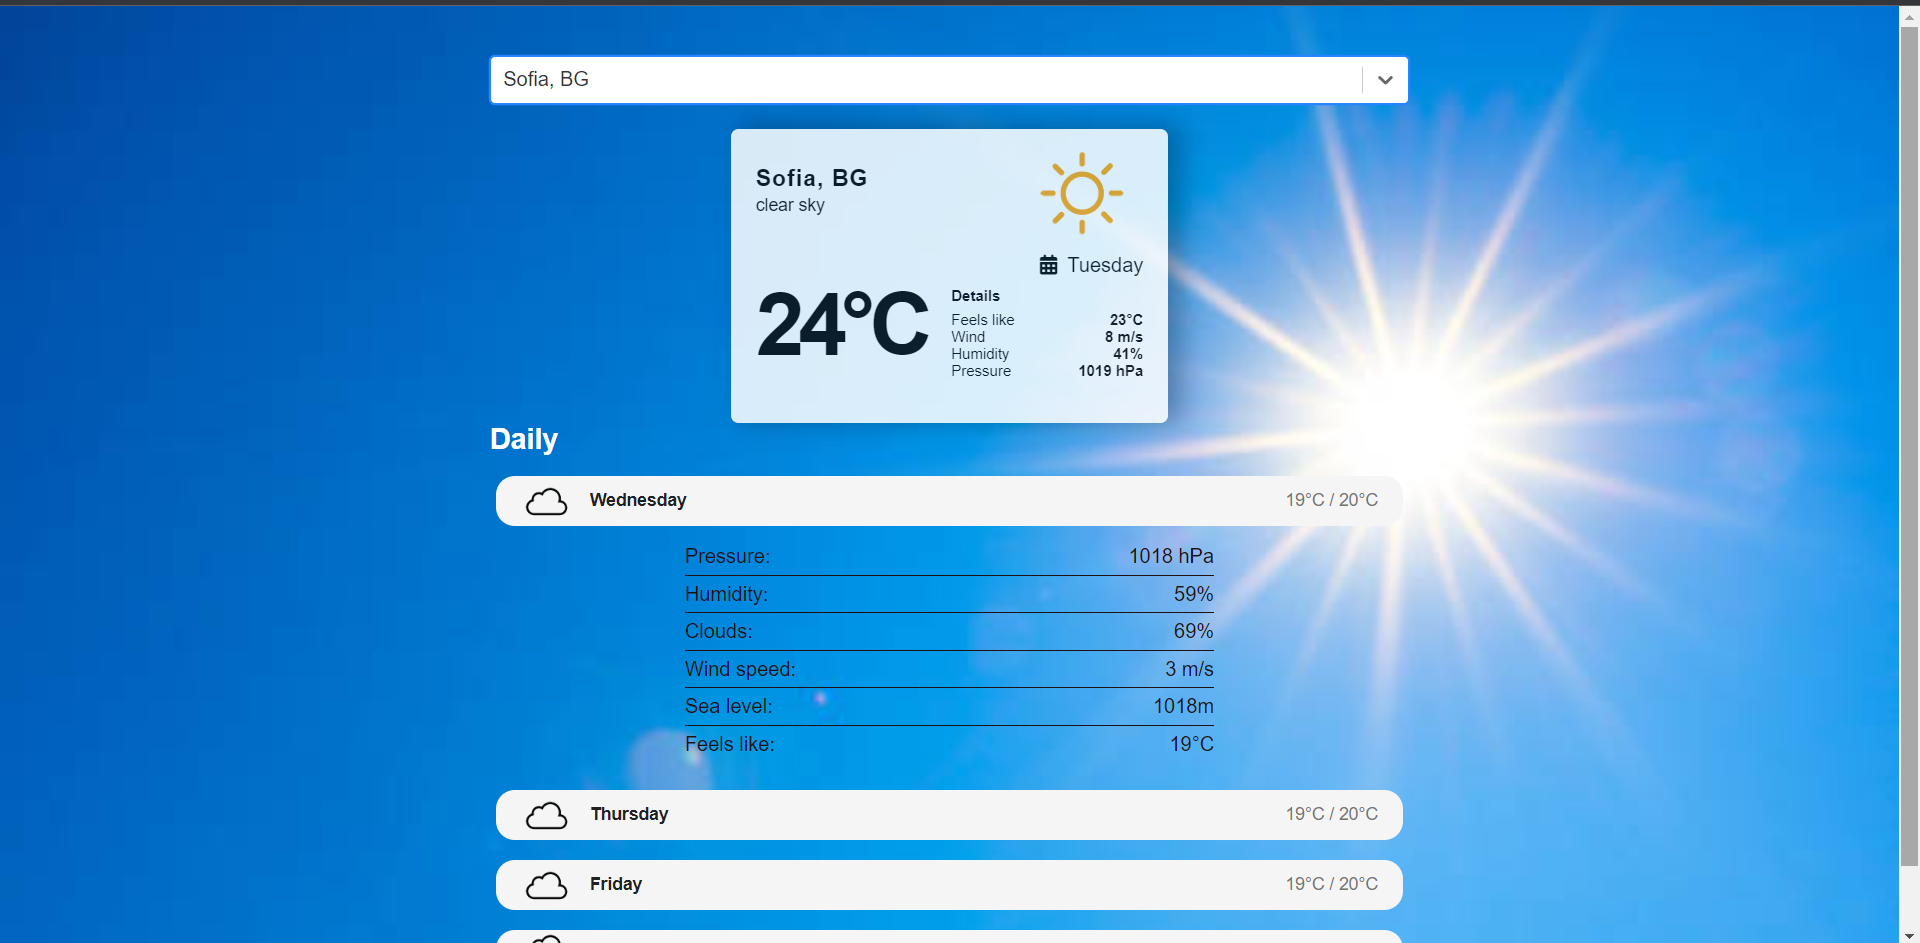 Sofia, BG
Sofia, BG
clear sky
Tuesday
24°C
Details
Feels like 23°C
Wind 8 m/s
Humidity 41%
Pressure 1019 hPa
Daily
Wednesday 19°C / 20°C
Pressure: 1018 hPa
Humidity: 59%
Clouds: 69%
Wind speed: 3 m/s
Sea level: 1018m
Feels like: 19°C
Thursday 19°C / 20°C
Friday 19°C / 20°C